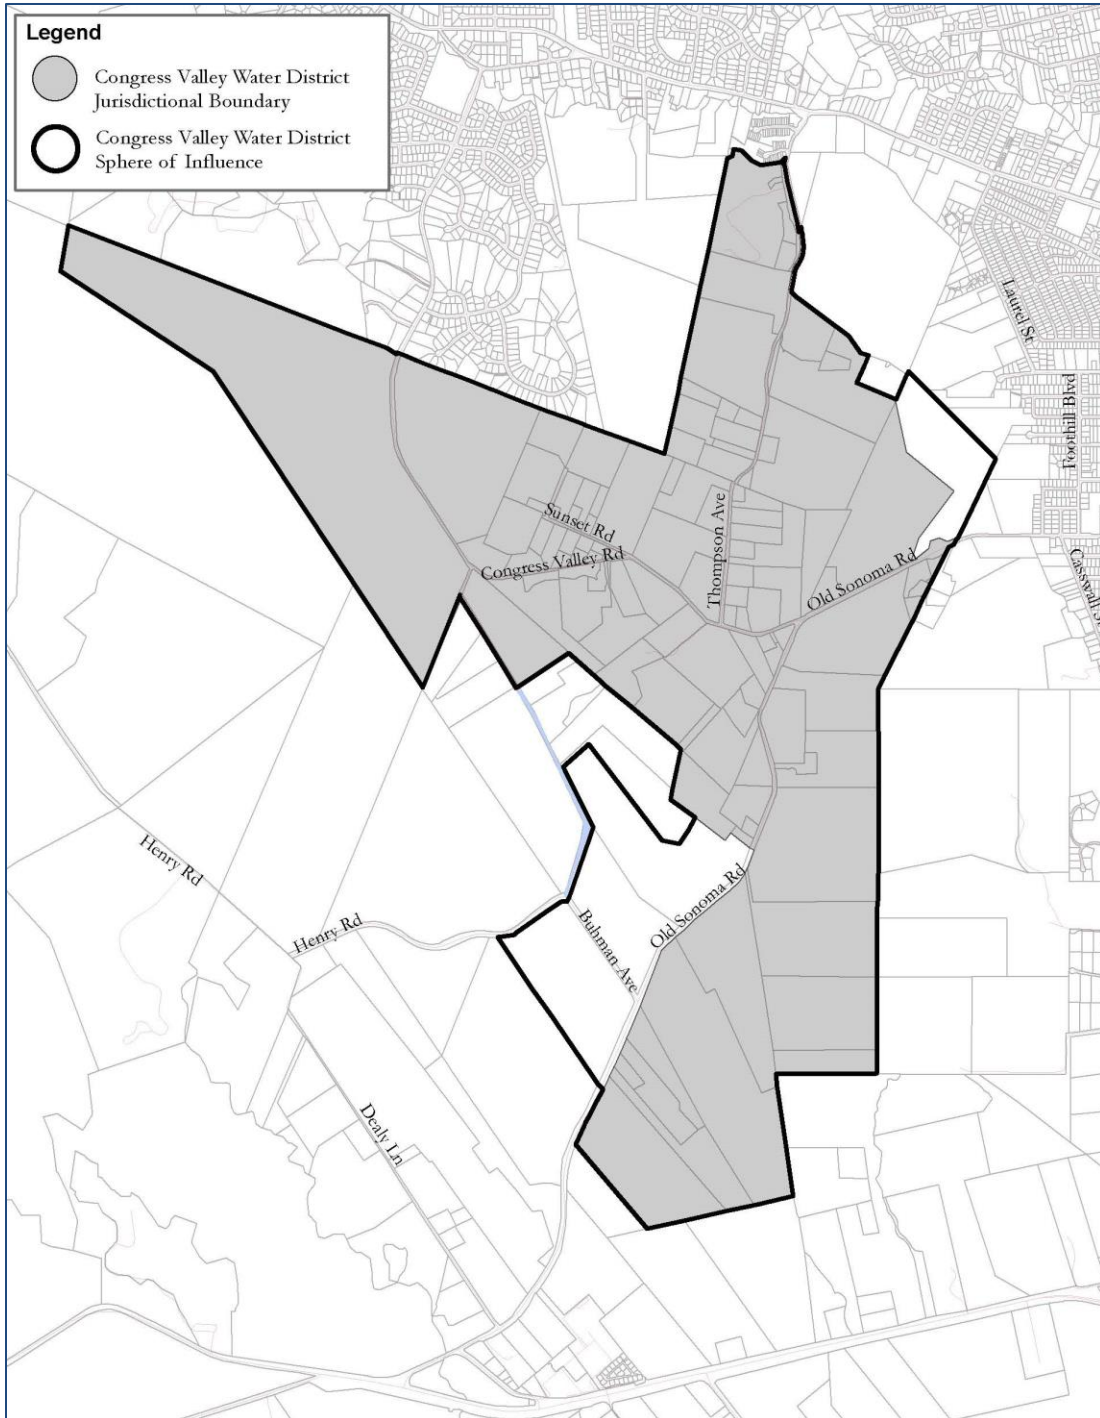 Legend
Congress Valley Water District
Jurisdictional Boundary
Congress Valley Water District
Sphere of Influence
Laurel St
Foothill Blvd
Sunset Rd
Thompson Ave
Congress Valley Rd
Old Sonoma Rd
Casswall St
Henry Rd
Henry Rd
Buhman Ave
Old Sonoma Rd
Dealy Ln